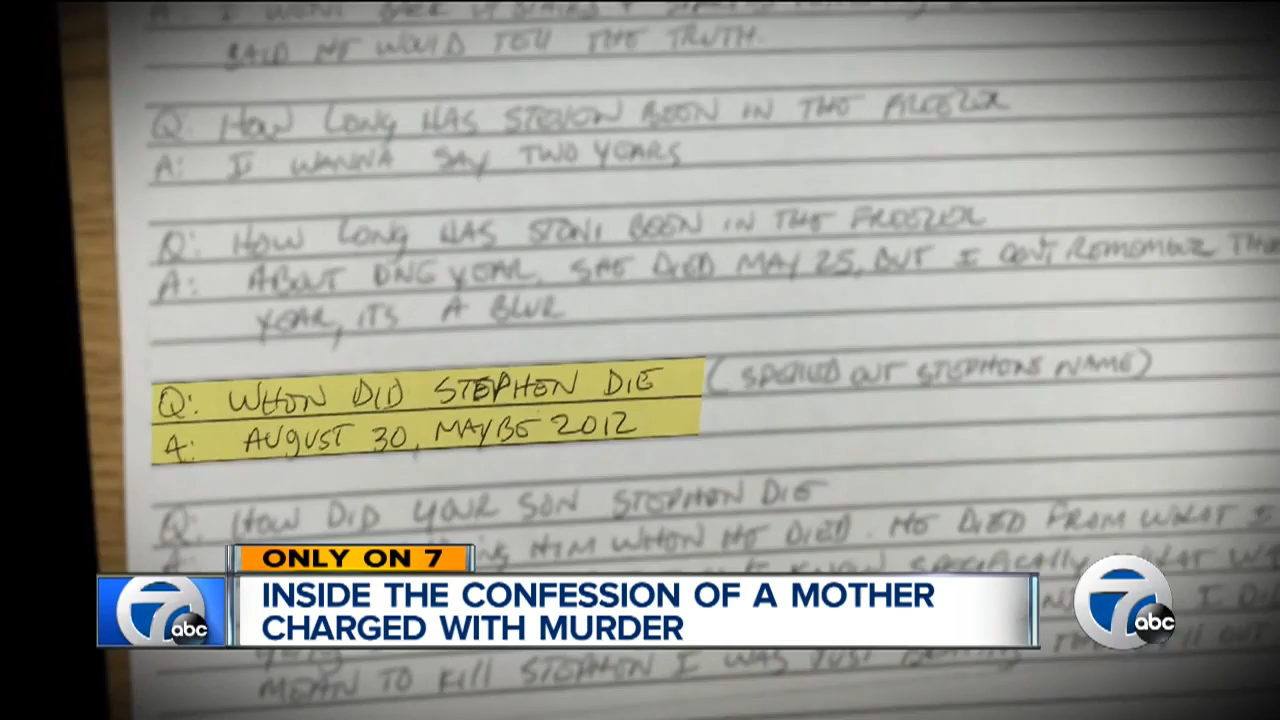 SAID HE WOULD TELL THE TRUTH.
Q: HOW LONG HAS STEVEN BEEN IN THE FREEZER
A: I WANNA SAY TWO YEARS
Q: HOW LONG HAS STONI BEEN IN THE FREEZER
A: ABOUT ONE YEAR. SHE DIED MAY 25, BUT I CAN'T REMEMBER THE
YEAR, ITS A BLUR
Q: WHEN DID STEPHEN DIE (SPELLED OUT STEPHENS NAME)
A: AUGUST 30, MAYBE 2012
Q: HOW DID YOUR SON STEPHEN DIE
HIM WHEN HE DIED. HE DIED FROM WHAT I
KNOW SPECIFICALLY WHAT
I
MEAN TO KILL STEPHEN I WAS JUST
ONLY ON 7
INSIDE THE CONFESSION OF A MOTHER
CHARGED WITH MURDER
7 abc
7 abc